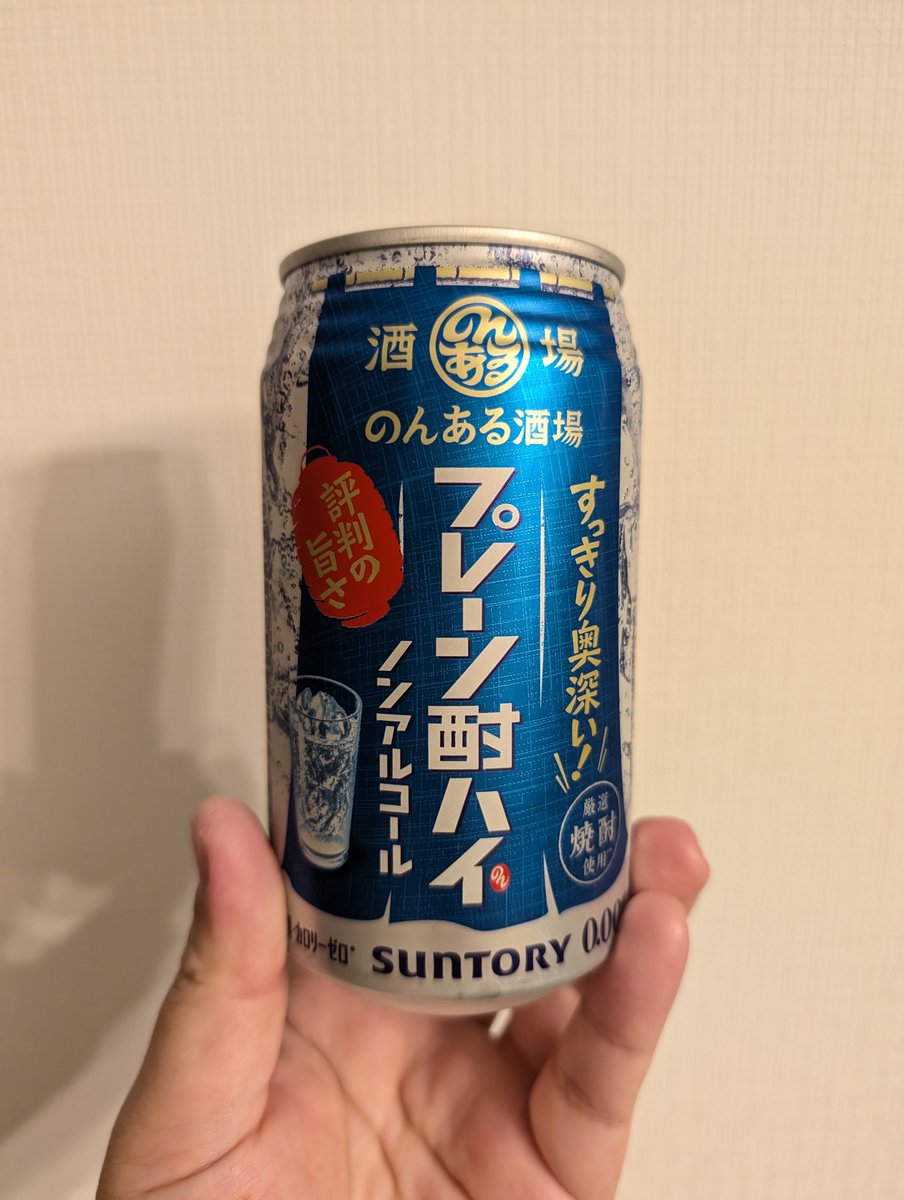 酒 のんある 場
のんある酒場
すっきり奥深い!
プレーン酎ハイ
のん
ノンアルコール
評判の
旨さ
厳選
焼酎
使用
カロリーゼロ*
SUNTORY